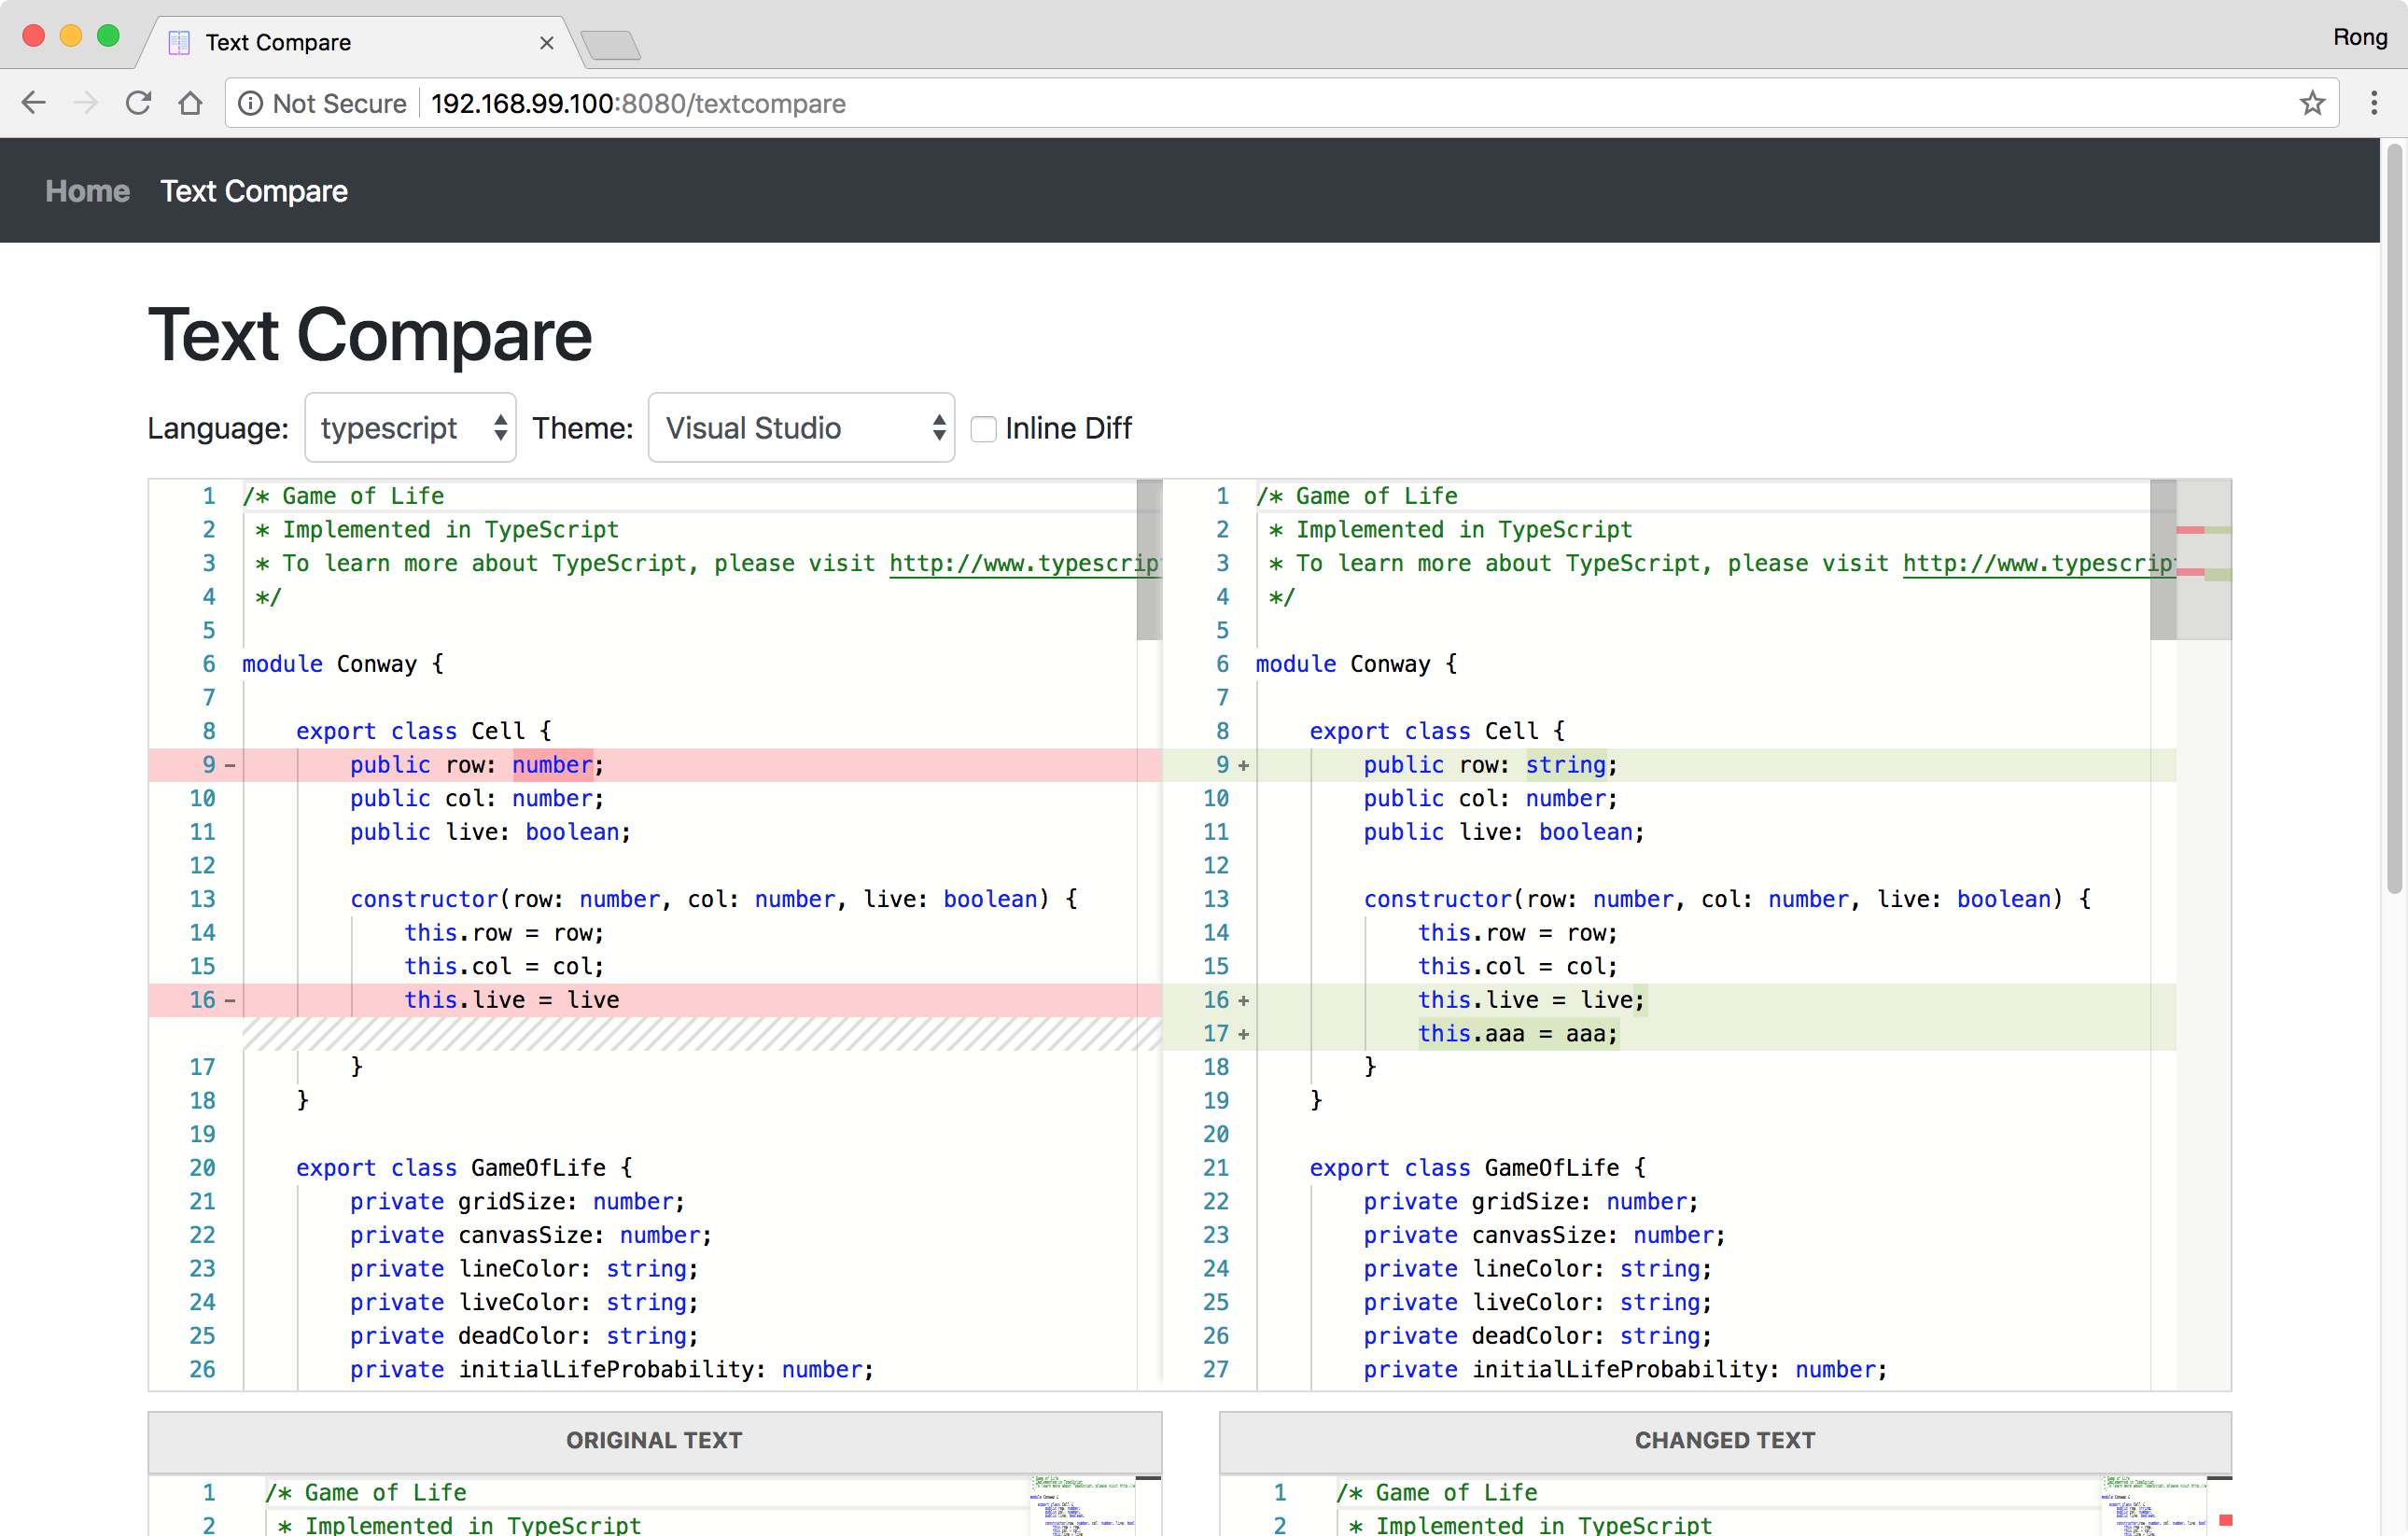 Text Compare
Rong
Not Secure 192.168.99.100:8080/textcompare
Home Text Compare
Text Compare
Language: typescript Theme: Visual Studio Inline Diff
1 /* Game of Life
2  * Implemented in TypeScript
3  * To learn more about TypeScript, please visit http://www.typescrip
4  */
5
6 module Conway {
7
8     export class Cell {
9 −         public row: number;
10         public col: number;
11         public live: boolean;
12
13         constructor(row: number, col: number, live: boolean) {
14             this.row = row;
15             this.col = col;
16 −             this.live = live
17         }
18     }
19
20     export class GameOfLife {
21         private gridSize: number;
22         private canvasSize: number;
23         private lineColor: string;
24         private liveColor: string;
25         private deadColor: string;
26         private initialLifeProbability: number;
1 /* Game of Life
2  * Implemented in TypeScript
3  * To learn more about TypeScript, please visit http://www.typescrip
4  */
5
6 module Conway {
7
8     export class Cell {
9 +         public row: string;
10         public col: number;
11         public live: boolean;
12
13         constructor(row: number, col: number, live: boolean) {
14             this.row = row;
15             this.col = col;
16 +             this.live = live;
17 +             this.aaa = aaa;
18         }
19     }
20
21     export class GameOfLife {
22         private gridSize: number;
23         private canvasSize: number;
24         private lineColor: string;
25         private liveColor: string;
26         private deadColor: string;
27         private initialLifeProbability: number;
ORIGINAL TEXT
1 /* Game of Life
2  * Implemented in TypeScript
CHANGED TEXT
1 /* Game of Life
2  * Implemented in TypeScript